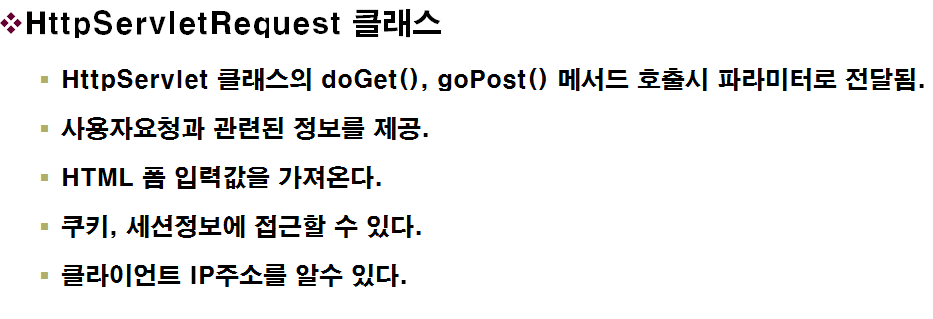 ❖HttpServletRequest 클래스
▪ HttpServlet 클래스의 doGet(), goPost() 메서드 호출시 파라미터로 전달됨.
▪ 사용자요청과 관련된 정보를 제공.
▪ HTML 폼 입력값을 가져온다.
▪ 쿠키, 세션정보에 접근할 수 있다.
▪ 클라이언트 IP주소를 알수 있다.